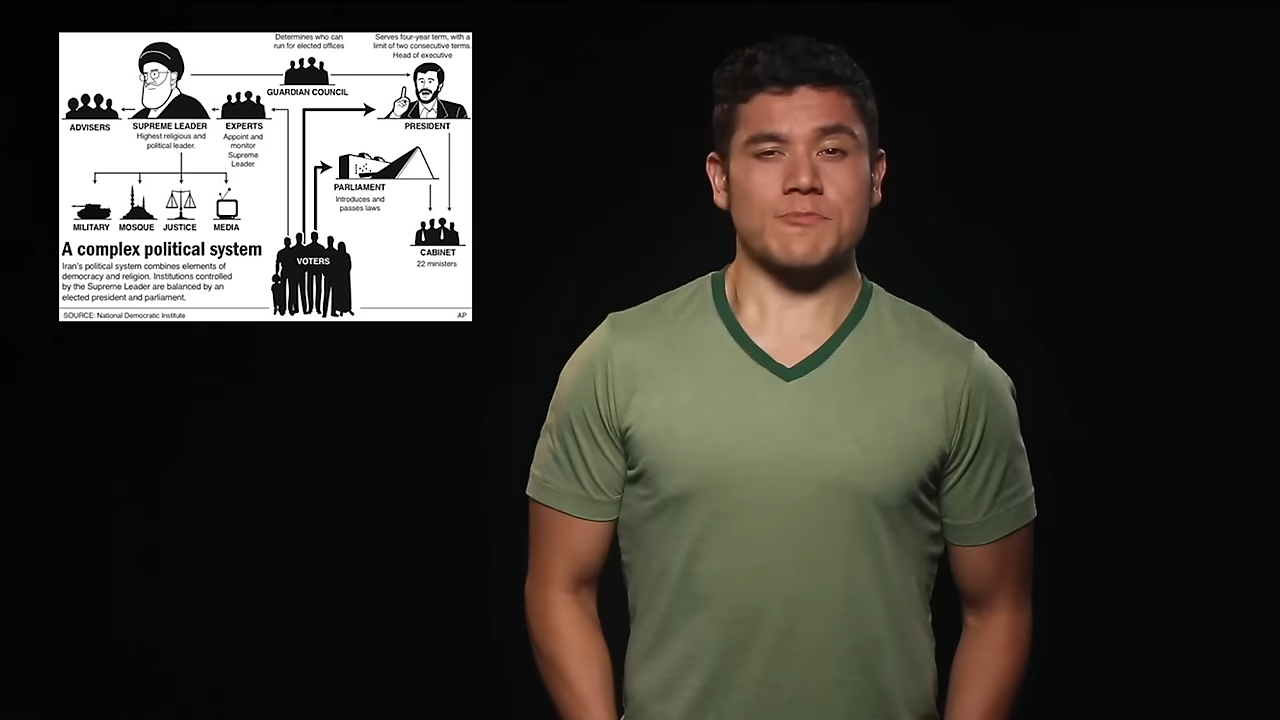 Determines who can
run for elected offices
Serves four-year term, with a
limit of two consecutive terms.
Head of executive
GUARDIAN COUNCIL
ADVISERS
SUPREME LEADER
Highest religious and
political leader.
EXPERTS
Appoint and
monitor
Supreme
Leader
PRESIDENT
PARLIAMENT
Introduces and
passes laws
MILITARY
MOSQUE
JUSTICE
MEDIA
CABINET
22 ministers
VOTERS
A complex political system
Iran's political system combines elements of
democracy and religion. Institutions controlled
by the Supreme Leader are balanced by an
elected president and parliament.
SOURCE: National Democratic Institute
AP